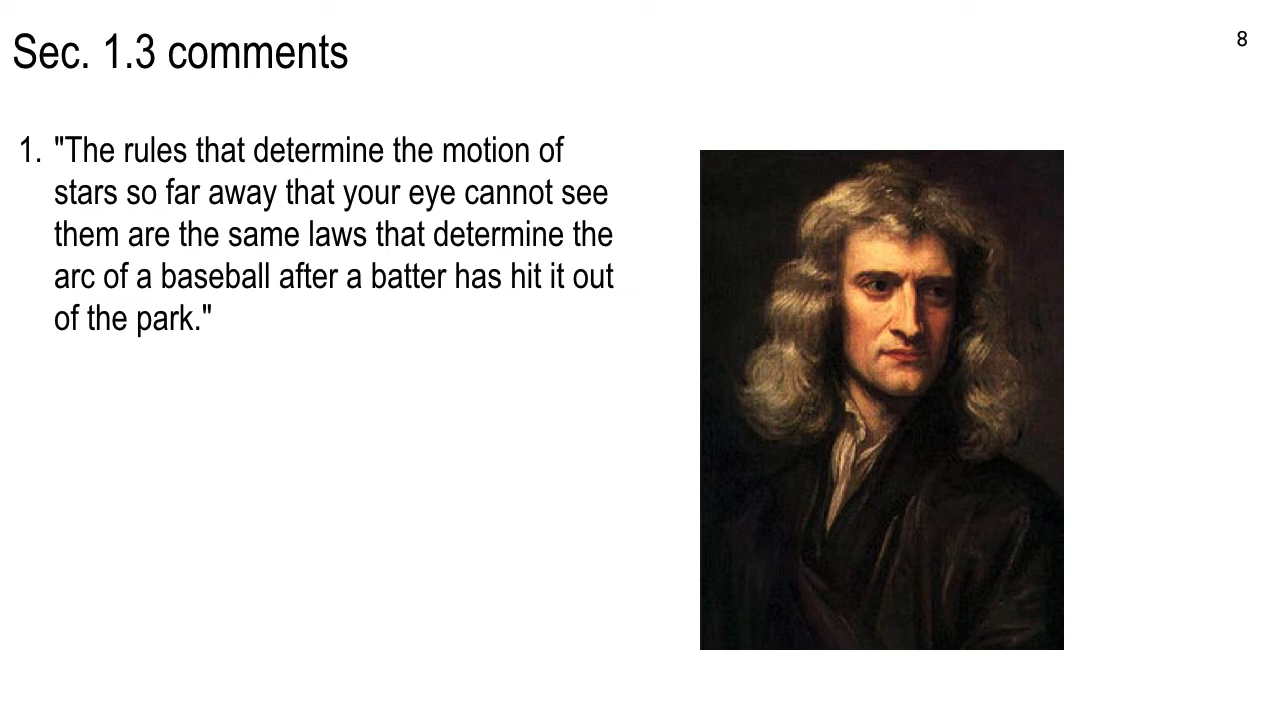 Sec. 1.3 comments
8
1. "The rules that determine the motion of
stars so far away that your eye cannot see
them are the same laws that determine the
arc of a baseball after a batter has hit it out
of the park."